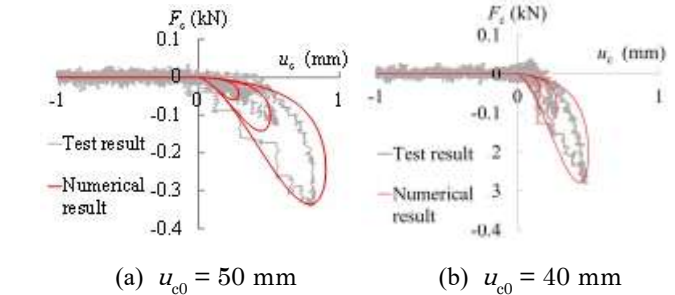 F_c (kN)
0.1
u_c (mm)
0
-1
0
1
-0.1
Test result
-0.2
Numerical
result
-0.3
-0.4
(a) u_c0 = 50 mm
F_c (kN)
0.1
u_c (mm)
0
-1
0
1
-0.1
Test result
2
Numerical
result
3
-0.4
(b) u_c0 = 40 mm